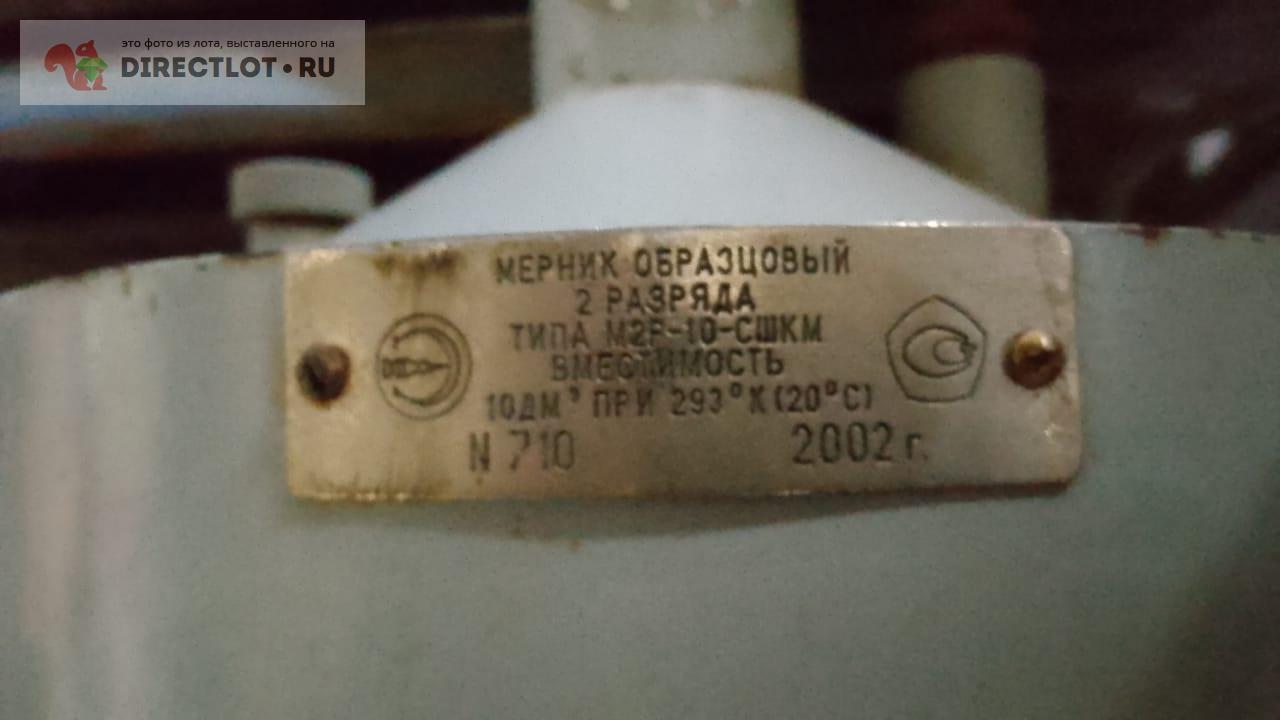 это фото из лота, выставленного на
DIRECTLOT•RU
МЕРНИК ОБРАЗЦОВЫЙ
2 РАЗРЯДА
ТИПА М2Р-10-СШКМ
ВМЕСТИМОСТЬ
10ДМ³ ПРИ 293°К(20°С)
N 710 2002 г.